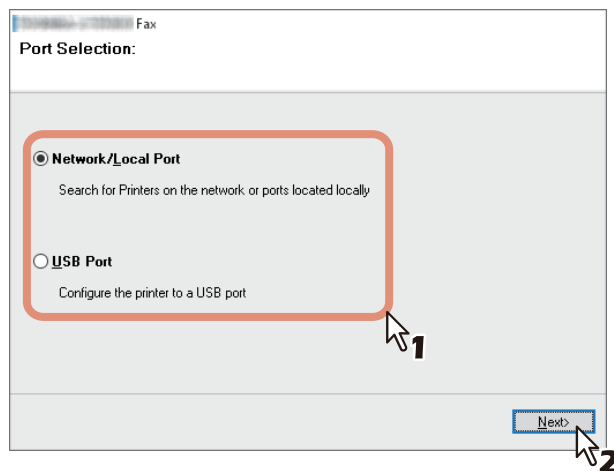 Fax
Port Selection:
Network/Local Port
Search for Printers on the network or ports located locally
USB Port
Configure the printer to a USB port
1
Next>
2